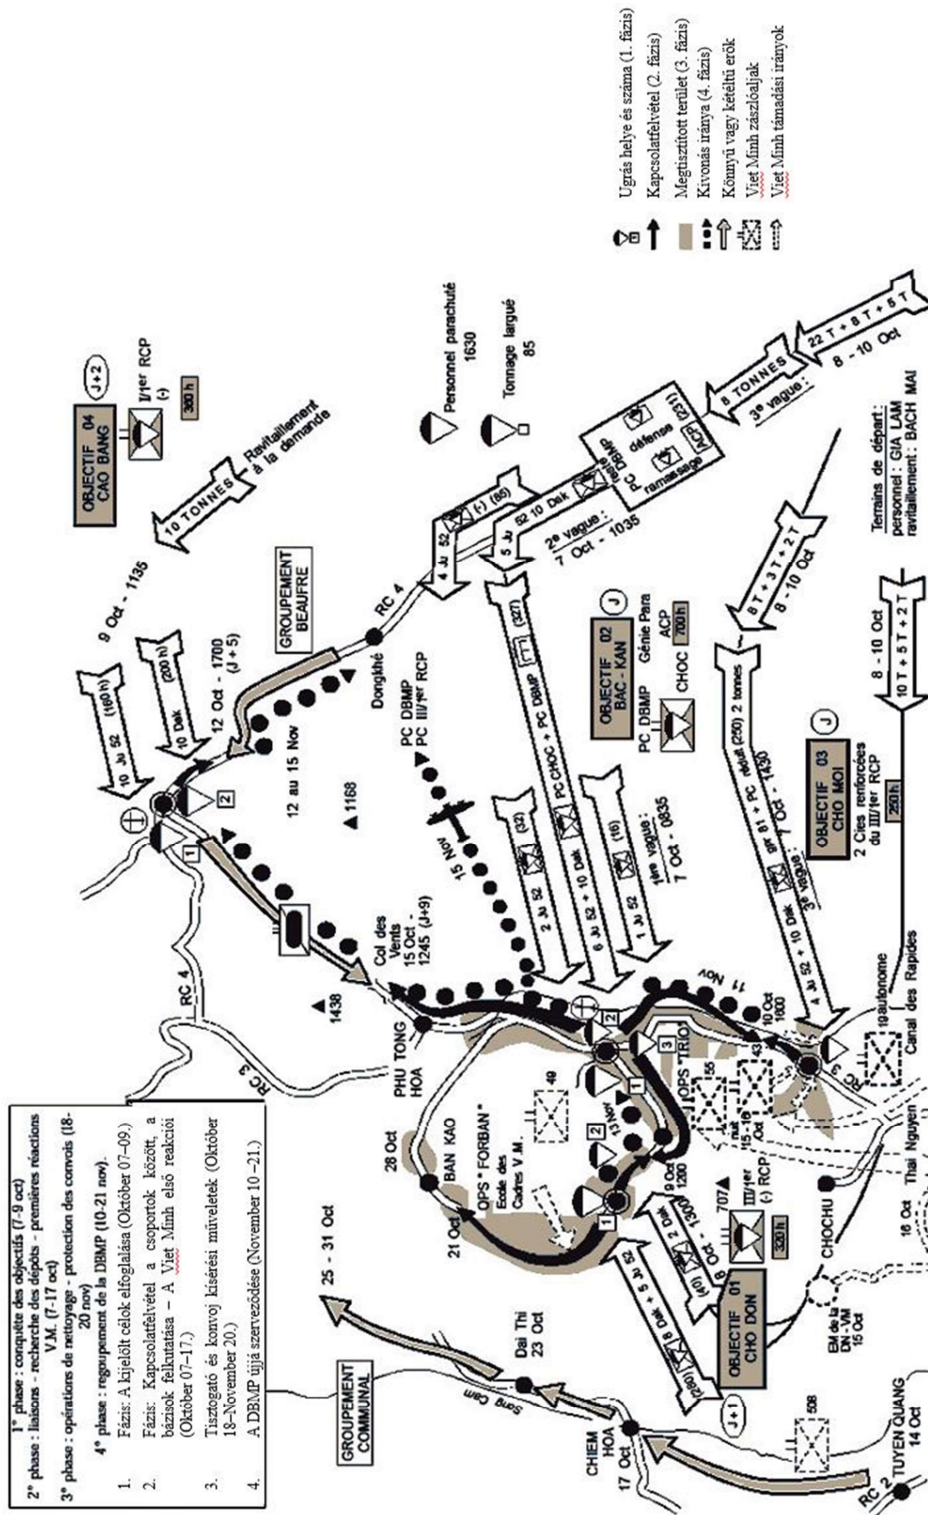 1° phase : conquête des objectifs (7-9 oct)
2° phase : liaisons - recherche des dépôts - premières réactions
V.M. (7-17 oct)
3° phase : opérations de nettoyage - protection des convois (18-
20 nov)
4° phase : regroupement de la DBMP (10-21 nov).
1. Fázis: A kijelölt célok elfoglalása (Október 07-09.)
2. Fázis: Kapcsolatfelvétel a csoportok között, a
bázisok felkutatása – A Viet Minh első reakciói
(Október 07–17.)
3. Tisztogató és konvoj kísérési műveletek (Október
18–November 20.)
4. A DBMP újjá szerveződése (November 10 –21.)
OBJECTIF 04
CAO BANG
J+2
I/1er RCP
(-)
380 h
9 Oct - 1135
10 TONNES
Ravitaillement
à la demande
10 Ju 52 (160 h)
10 Dak (200 h)
12 Oct - 1700
(J + 5)
GROUPEMENT
BEAUFRE
RC 4
Dongkhé
12 au 15 Nov
1168
PC DBMP
PC III/1er RCP
15 Nov
1
2
RC 4
RC 3
1438
Col des
Vents
15 Oct -
1245 (J+9)
PHU TONG
HOA
28 Oct
BAN KAO
21 Oct
OPS "FORBAN"
Ecole des
Cadres V.M.
49
13 Nov
1
2
3
2
1
OPS "TRIO"
11 Nov
10 Oct
1600
55
43
nuit
15 - 16
Oct
9 Oct
1200
Personnel parachuté
1630
Tonnage largué
85
4 Ju 52 (-) (65)
5 Ju 52 10 Dak
2e vague :
7 Oct - 1035
PC DBMP
défense
ramassage
ACP (231)
8 TONNES
3e vague :
22 T + 8 T + 5 T
8 - 10 Oct
2 Ju 52 (32)
6 Ju 52 + 10 Dak PC CHOC + PC DBMP (327)
1 Ju 52 (16)
1ère vague :
7 Oct - 0835
OBJECTIF 02
BAC - KAN
J
PC DBMP Génie Para
ACP
CHOC 700 h
8 T + 3 T + 2 T
8 - 10 Oct
4 Ju 52 + 10 Dak gpt 81 + PC réduit (250) 2 tonnes
3e vague : 7 Oct - 1430
OBJECTIF 03
CHO MOI
J
2 Cies renforcées
du III/1er RCP
250 h
8 - 10 Oct
10 T + 5 T + 2 T
Terrains de départ :
personnel : GIA LAM
ravitaillement : BACH MAI
RC 3
19 autonome
Canal des Rapides
Thai Nguyen
16 Oct
CHOCHU
EM de la
DN - VM
15 Oct
707
III/1er
(-) RCP
320 h
(40) 2 Dak
8 Oct - 1300
(280) 8 Dak + 5 Ju 52
OBJECTIF 01
CHO DON
J+1
25 - 31 Oct
Dai Thi
23 Oct
Song Cam
GROUPEMENT
COMMUNAL
CHIEM
HOA
17 Oct
508
RC 2
TUYEN QUANG
14 Oct
Ugrás helye és száma (1. fázis)
Kapcsolatfelvétel (2. fázis)
Megtisztított terület (3. fázis)
Kivonás iránya (4. fázis)
Könnyű vagy kétéltű erők
Viet Minh zászlóaljak
Viet Minh támadási irányok